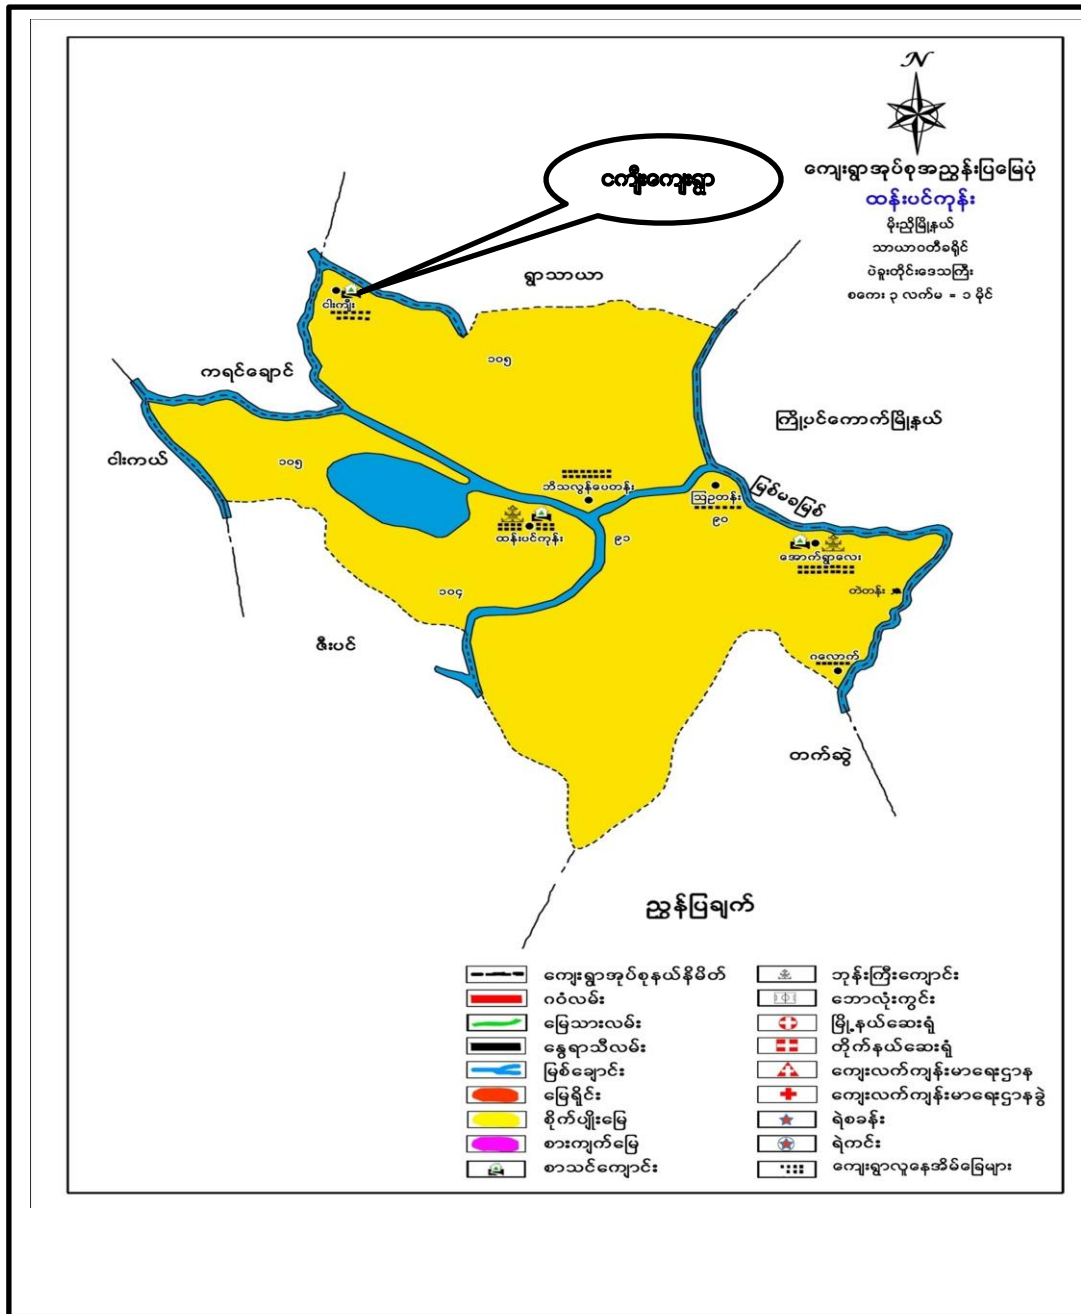 N
ကျေးရွာအုပ်စုအညွှန်းပြမြေပုံ
ထန်းပင်ကုန်း
မိုးညိုမြို့နယ်
သာယာဝတီခရိုင်
ပဲခူးတိုင်းဒေသကြီး
စကေး ၃ လက်မ = ၁ မိုင်
ငကျီးကျေးရွာ
ရွာသာယာ
ငါးကျီး
၁၀၅
ကရင်ချောင်
ကြို့ပင်ကောက်မြို့နယ်
ငါးကယ်
၁၀၅
ဘိသလွန်ပေတန်း
မြစ်မခမြစ်
ဩဥတန်း
၉၀
ထန်းပင်ကုန်း
၉၁
အောက်ရွာလေး
၁၀၄
တဲတန်း
ဇီးပင်
ဂလောက်
တက်ဆွဲ
ညွှန်ပြချက်
ကျေးရွာအုပ်စုနယ်နိမိတ်
ဂဝံလမ်း
မြေသားလမ်း
နွေရာသီလမ်း
မြစ်ချောင်း
မြေရိုင်း
စိုက်ပျိုးမြေ
စားကျက်မြေ
စာသင်ကျောင်း
ဘုန်းကြီးကျောင်း
ဘောလုံးကွင်း
မြို့နယ်ဆေးရုံ
တိုက်နယ်ဆေးရုံ
ကျေးလက်ကျန်းမာရေးဌာန
ကျေးလက်ကျန်းမာရေးဌာနခွဲ
ရဲစခန်း
ရဲကင်း
ကျေးရွာလူနေအိမ်ခြေများ